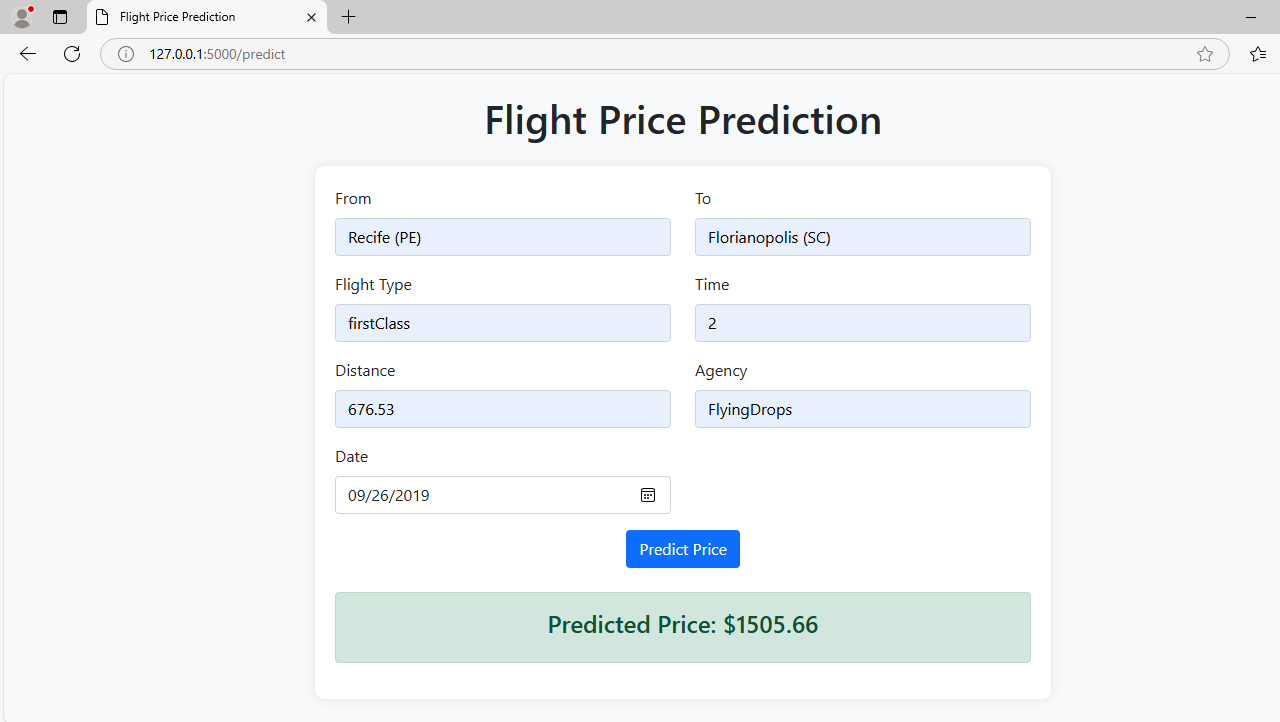 Flight Price Prediction
127.0.0.1:5000/predict
Flight Price Prediction
From
To
Recife (PE)
Florianopolis (SC)
Flight Type
Time
firstClass
2
Distance
Agency
676.53
FlyingDrops
Date
09/26/2019
Predict Price
Predicted Price: $1505.66